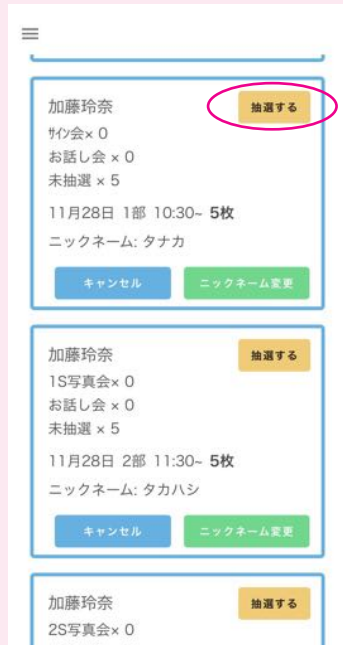 加藤玲奈
抽選する
サイン会× 0
お話し会 × 0
未抽選 × 5
11月28日 1部 10:30~ 5枚
ニックネーム: タナカ
キャンセル
ニックネーム変更
加藤玲奈
抽選する
1S写真会× 0
お話し会 × 0
未抽選 × 5
11月28日 2部 11:30~ 5枚
ニックネーム: タカハシ
キャンセル
ニックネーム変更
加藤玲奈
抽選する
2S写真会× 0